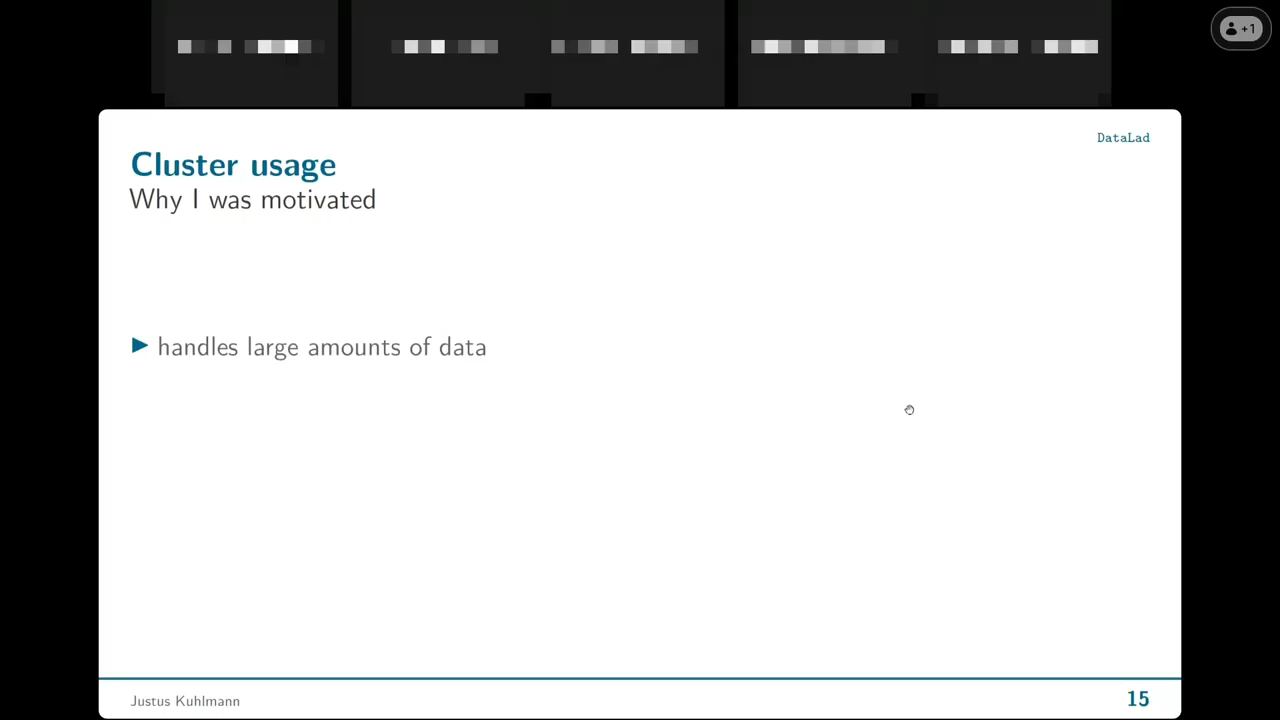 +1
DataLad
Cluster usage
Why I was motivated
handles large amounts of data
Justus Kuhlmann
15